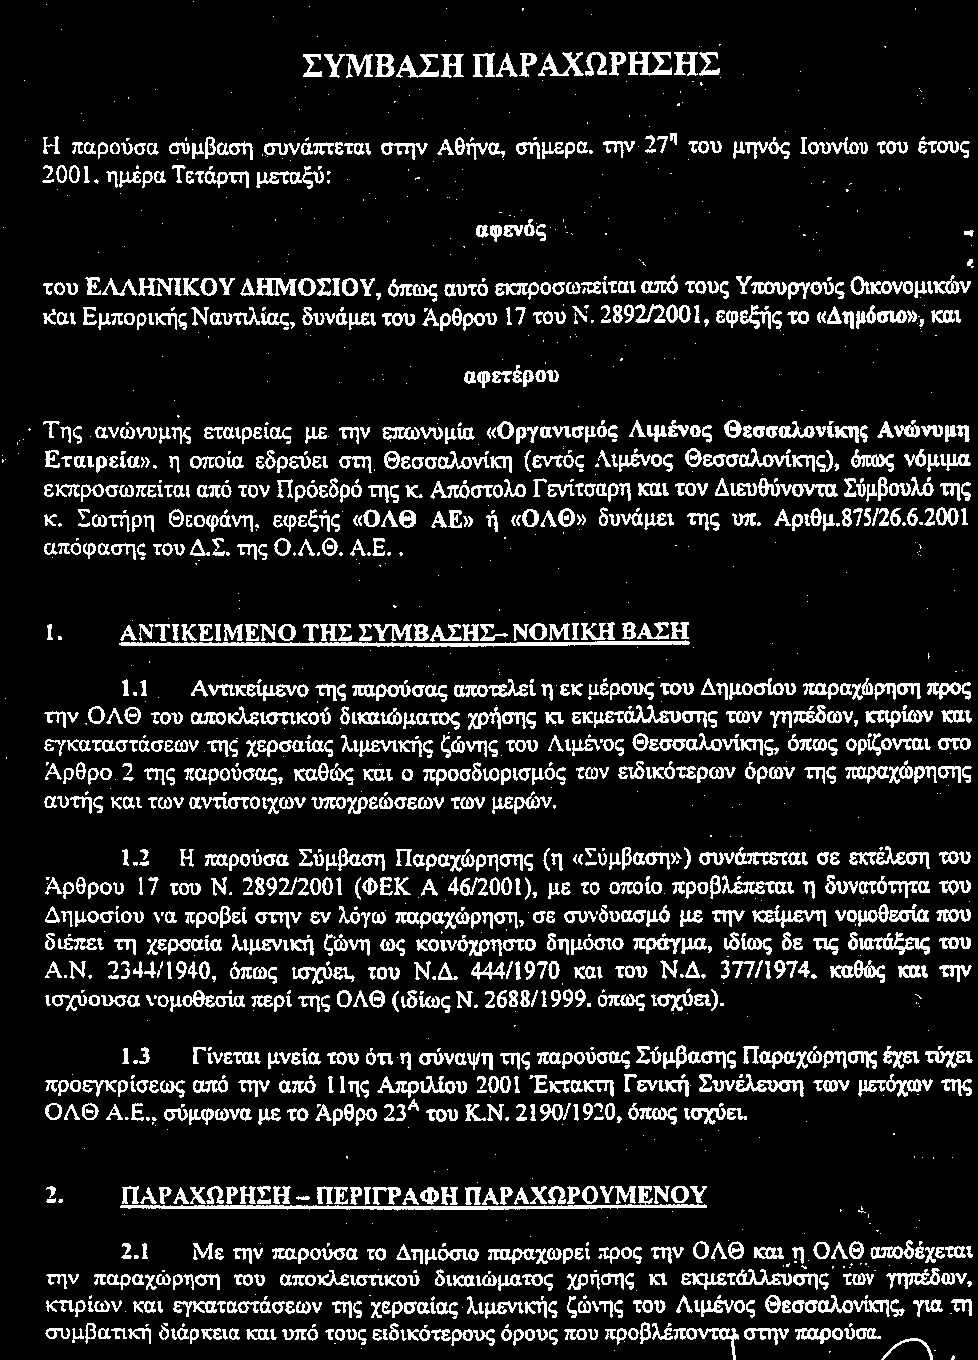 ΣΥΜΒΑΣΗ ΠΑΡΑΧΩΡΗΣΗΣ
Η παρούσα σύμβαση συνάπτεται στην Αθήνα, σήμερα, την 27η του μηνός Ιουνίου του έτους
2001, ημέρα Τετάρτη μεταξύ:
αφενός
του ΕΛΛΗΝΙΚΟΥ ΔΗΜΟΣΙΟΥ, όπως αυτό εκπροσωπείται από τους Υπουργούς Οικονομικών
και Εμπορικής Ναυτιλίας, δυνάμει του Άρθρου 17 του Ν. 2892/2001, εφεξής το «Δημόσιο», και
αφετέρου
Της ανώνυμης εταιρείας με την επωνυμία «Οργανισμός Λιμένος Θεσσαλονίκης Ανώνυμη
Εταιρεία», η οποία εδρεύει στη Θεσσαλονίκη (εντός Λιμένος Θεσσαλονίκης), όπως νόμιμα
εκπροσωπείται από τον Πρόεδρό της κ. Απόστολο Γενίτσαρη και τον Διευθύνοντα Σύμβουλό της
κ. Σωτήρη Θεοφάνη, εφεξής «ΟΛΘ ΑΕ» ή «ΟΛΘ» δυνάμει της υπ. Αριθμ.875/26.6.2001
απόφασης του Δ.Σ. της Ο.Λ.Θ. Α.Ε. .
1. ΑΝΤΙΚΕΙΜΕΝΟ ΤΗΣ ΣΥΜΒΑΣΗΣ– ΝΟΜΙΚΗ ΒΑΣΗ
1.1 Αντικείμενο της παρούσας αποτελεί η εκ μέρους του Δημοσίου παραχώρηση προς
την ΟΛΘ του αποκλειστικού δικαιώματος χρήσης κι εκμετάλλευσης των γηπέδων, κτιρίων και
εγκαταστάσεων της χερσαίας λιμενικής ζώνης του Λιμένος Θεσσαλονίκης, όπως ορίζονται στο
Άρθρο 2 της παρούσας, καθώς και ο προσδιορισμός των ειδικότερων όρων της παραχώρησης
αυτής και των αντίστοιχων υποχρεώσεων των μερών.
1.2 Η παρούσα Σύμβαση Παραχώρησης (η «Σύμβαση») συνάπτεται σε εκτέλεση του
Άρθρου 17 του Ν. 2892/2001 (ΦΕΚ Α 46/2001), με το οποίο προβλέπεται η δυνατότητα του
Δημοσίου να προβεί στην εν λόγω παραχώρηση, σε συνδυασμό με την κείμενη νομοθεσία που
διέπει τη χερσαία λιμενική ζώνη ως κοινόχρηστο δημόσιο πράγμα, ιδίως δε τις διατάξεις του
Α.Ν. 2344/1940, όπως ισχύει, του Ν.Δ. 444/1970 και του Ν.Δ. 377/1974, καθώς και την
ισχύουσα νομοθεσία περί της ΟΛΘ (ιδίως Ν. 2688/1999, όπως ισχύει).
1.3 Γίνεται μνεία του ότι η σύναψη της παρούσας Σύμβασης Παραχώρησης έχει τύχει
προεγκρίσεως από την από 11ης Απριλίου 2001 Έκτακτη Γενική Συνέλευση των μετόχων της
ΟΛΘ Α.Ε., σύμφωνα με το Άρθρο 23Α του Κ.Ν. 2190/1920, όπως ισχύει.
2. ΠΑΡΑΧΩΡΗΣΗ – ΠΕΡΙΓΡΑΦΗ ΠΑΡΑΧΩΡΟΥΜΕΝΟΥ
2.1 Με την παρούσα το Δημόσιο παραχωρεί προς την ΟΛΘ και η ΟΛΘ αποδέχεται
την παραχώρηση του αποκλειστικού δικαιώματος χρήσης κι εκμετάλλευσης των γηπέδων,
κτιρίων και εγκαταστάσεων της χερσαίας λιμενικής ζώνης του Λιμένος Θεσσαλονίκης, για τη
συμβατική διάρκεια και υπό τους ειδικότερους όρους που προβλέπονται στην παρούσα.